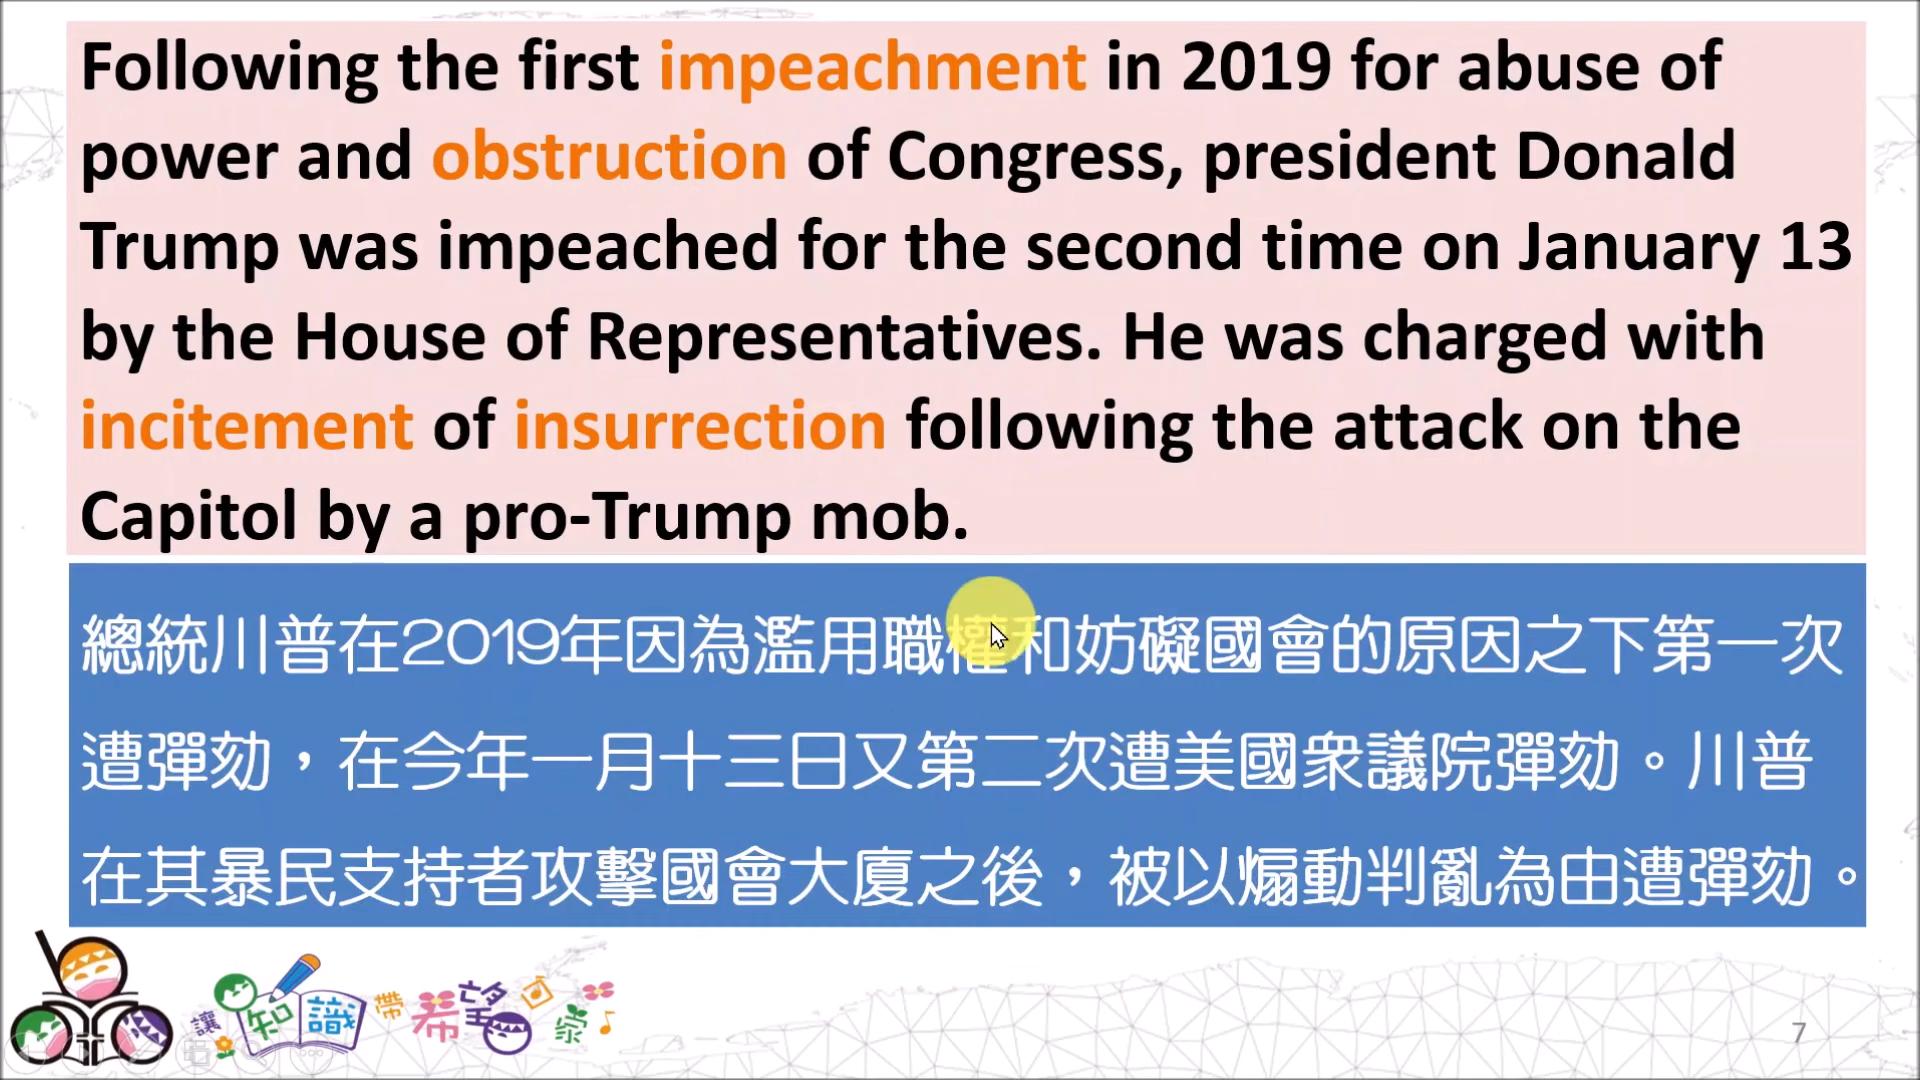 Following the first impeachment in 2019 for abuse of
power and obstruction of Congress, president Donald
Trump was impeached for the second time on January 13
by the House of Representatives. He was charged with
incitement of insurrection following the attack on the
Capitol by a pro-Trump mob.
總統川普在2019年因為濫用職權和妨礙國會的原因之下第一次
遭彈劾，在今年一月十三日又第二次遭美國眾議院彈劾。川普
在其暴民支持者攻擊國會大廈之後，被以煽動判亂為由遭彈劾。
讓知識帶希望來
7